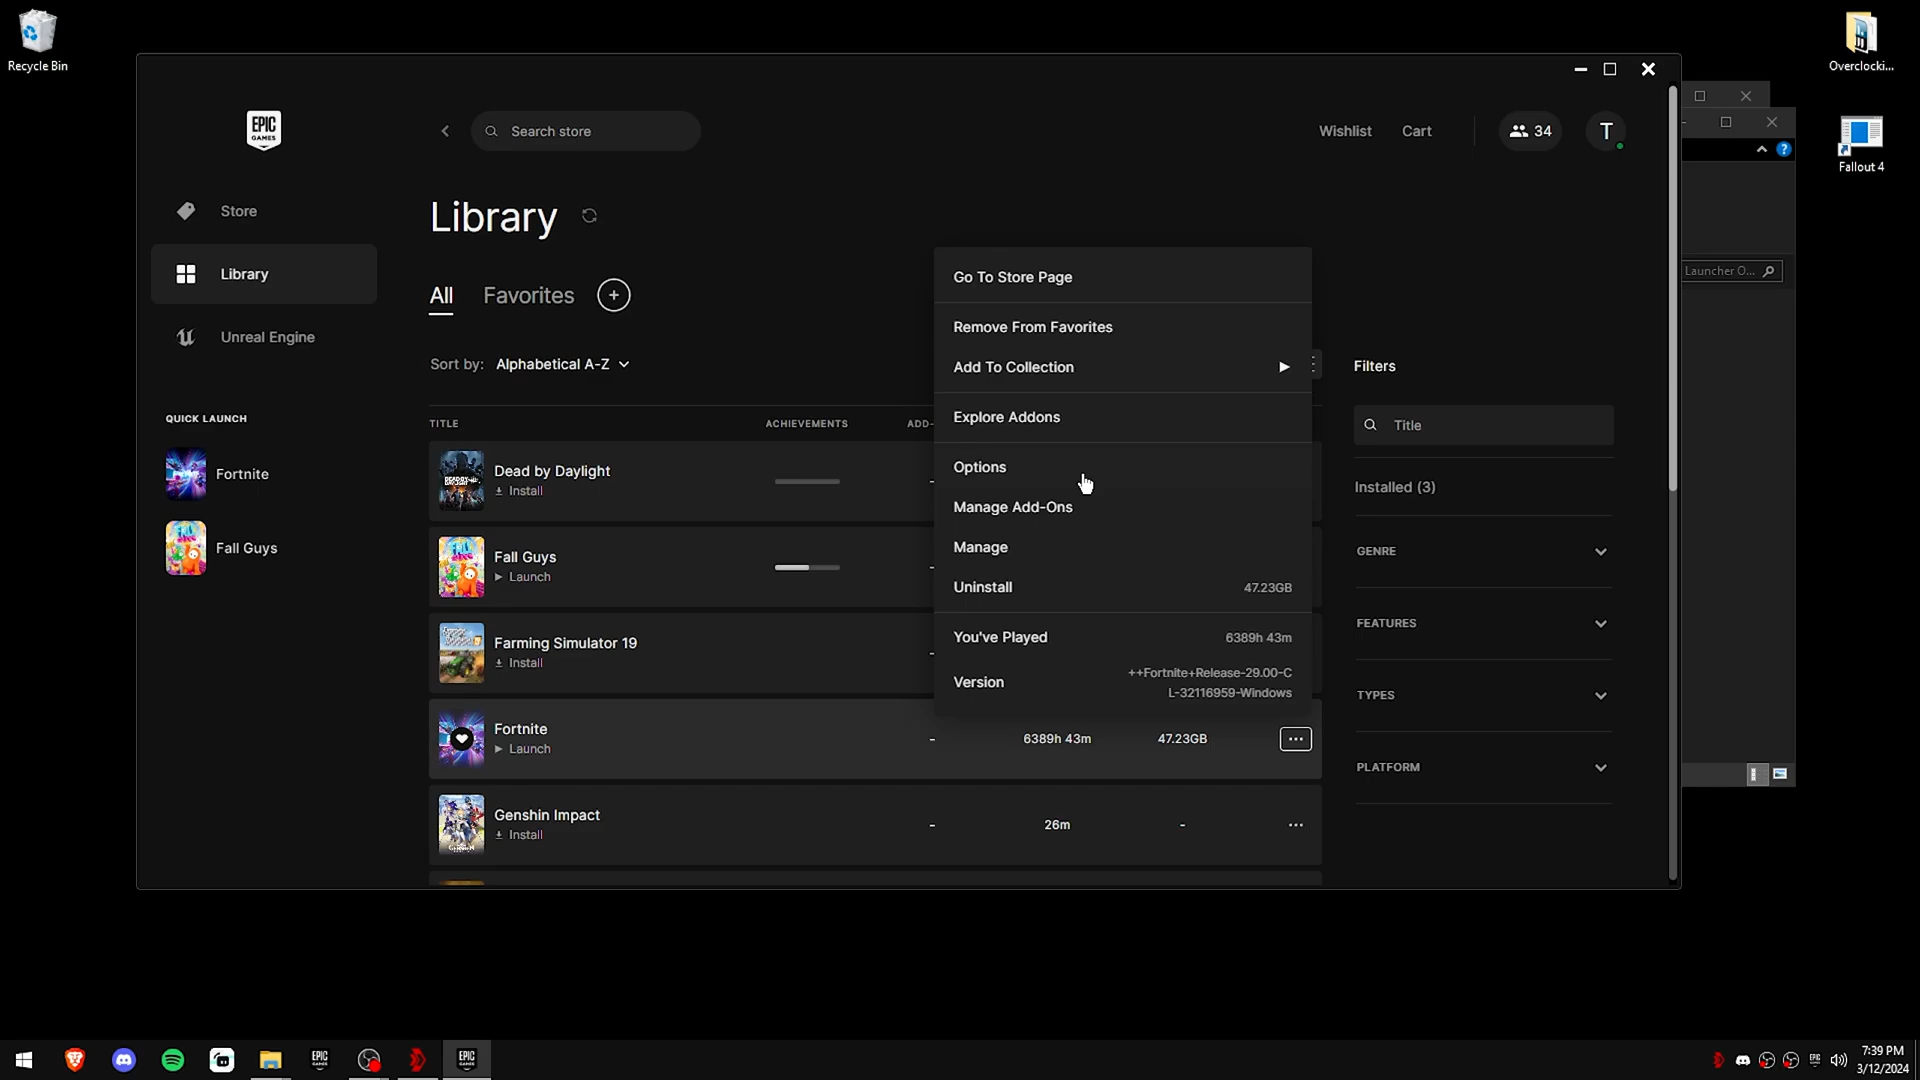 Recycle Bin
Overclocki...
Fallout 4
EPIC
GAMES
Search store
Wishlist
Cart
34
T
Store
Library
Unreal Engine
QUICK LAUNCH
Fortnite
Fall Guys
Library
All
Favorites
Sort by: Alphabetical A-Z
TITLE
ACHIEVEMENTS
ADD-
Dead by Daylight
Install
Fall Guys
Launch
Farming Simulator 19
Install
Fortnite
Launch
-
6389h 43m
47.23GB
Genshin Impact
Install
-
26m
-
Go To Store Page
Remove From Favorites
Add To Collection
Explore Addons
Options
Manage Add-Ons
Manage
Uninstall
47.23GB
You've Played
6389h 43m
Version
++Fortnite+Release-29.00-C
L-32116959-Windows
Filters
Title
Installed (3)
GENRE
FEATURES
TYPES
PLATFORM
Launcher O...
7:39 PM
3/12/2024